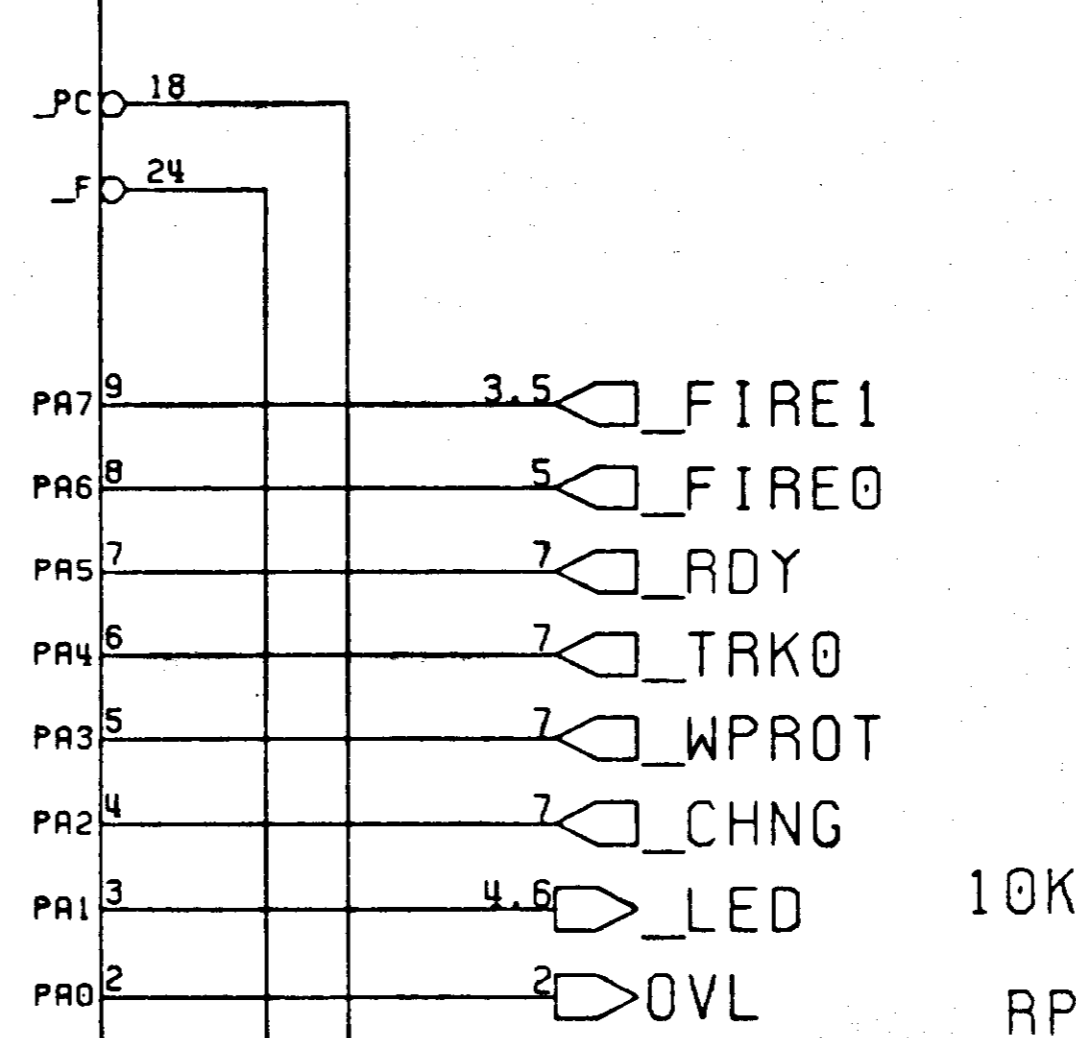 _PC 18
_F 24
PA7 9 3.5 _FIRE1
PA6 8 5 _FIRE0
PA5 7 7 _RDY
PA4 6 7 _TRK0
PA3 5 7 _WPROT
PA2 4 7 _CHNG
PA1 3 4.6 _LED 10K
PA0 2 2 OVL RP